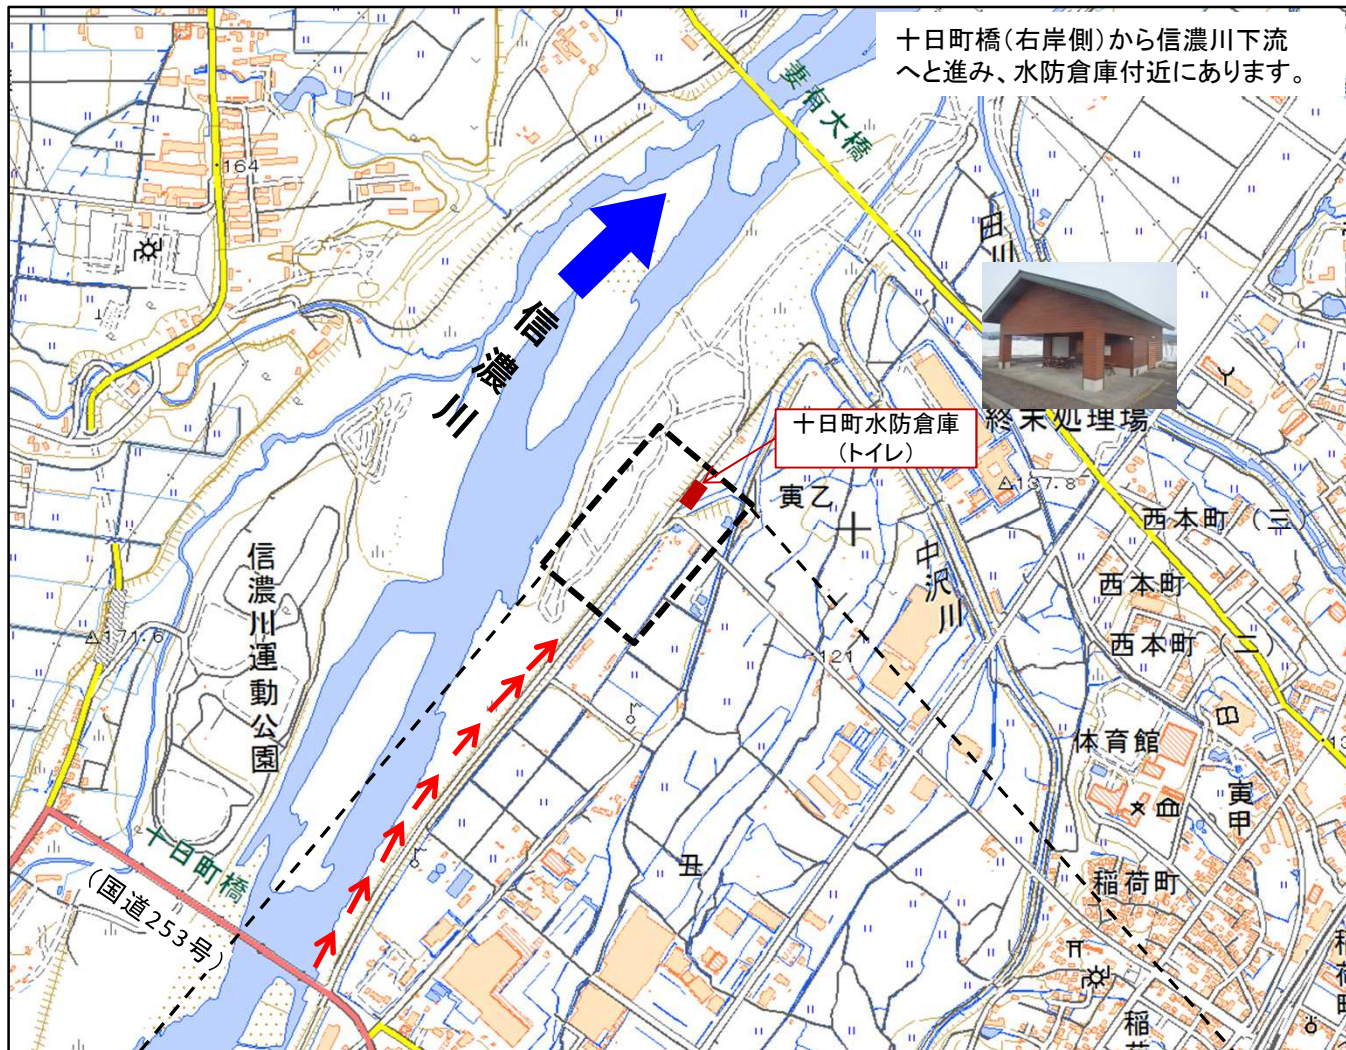 十日町橋(右岸側)から信濃川下流
へと進み、水防倉庫付近にあります。
妻有大橋
164
田川
信濃川
終末処理場
十日町水防倉庫
(トイレ)
137.8
寅乙
十
西本町(三)
中沢川
西本町
西本町(二)
信濃川運動公園
171.6
121
体育館
寅甲
十日町橋
(国道253号)
丑
稲荷町
稲荷町
稲荷